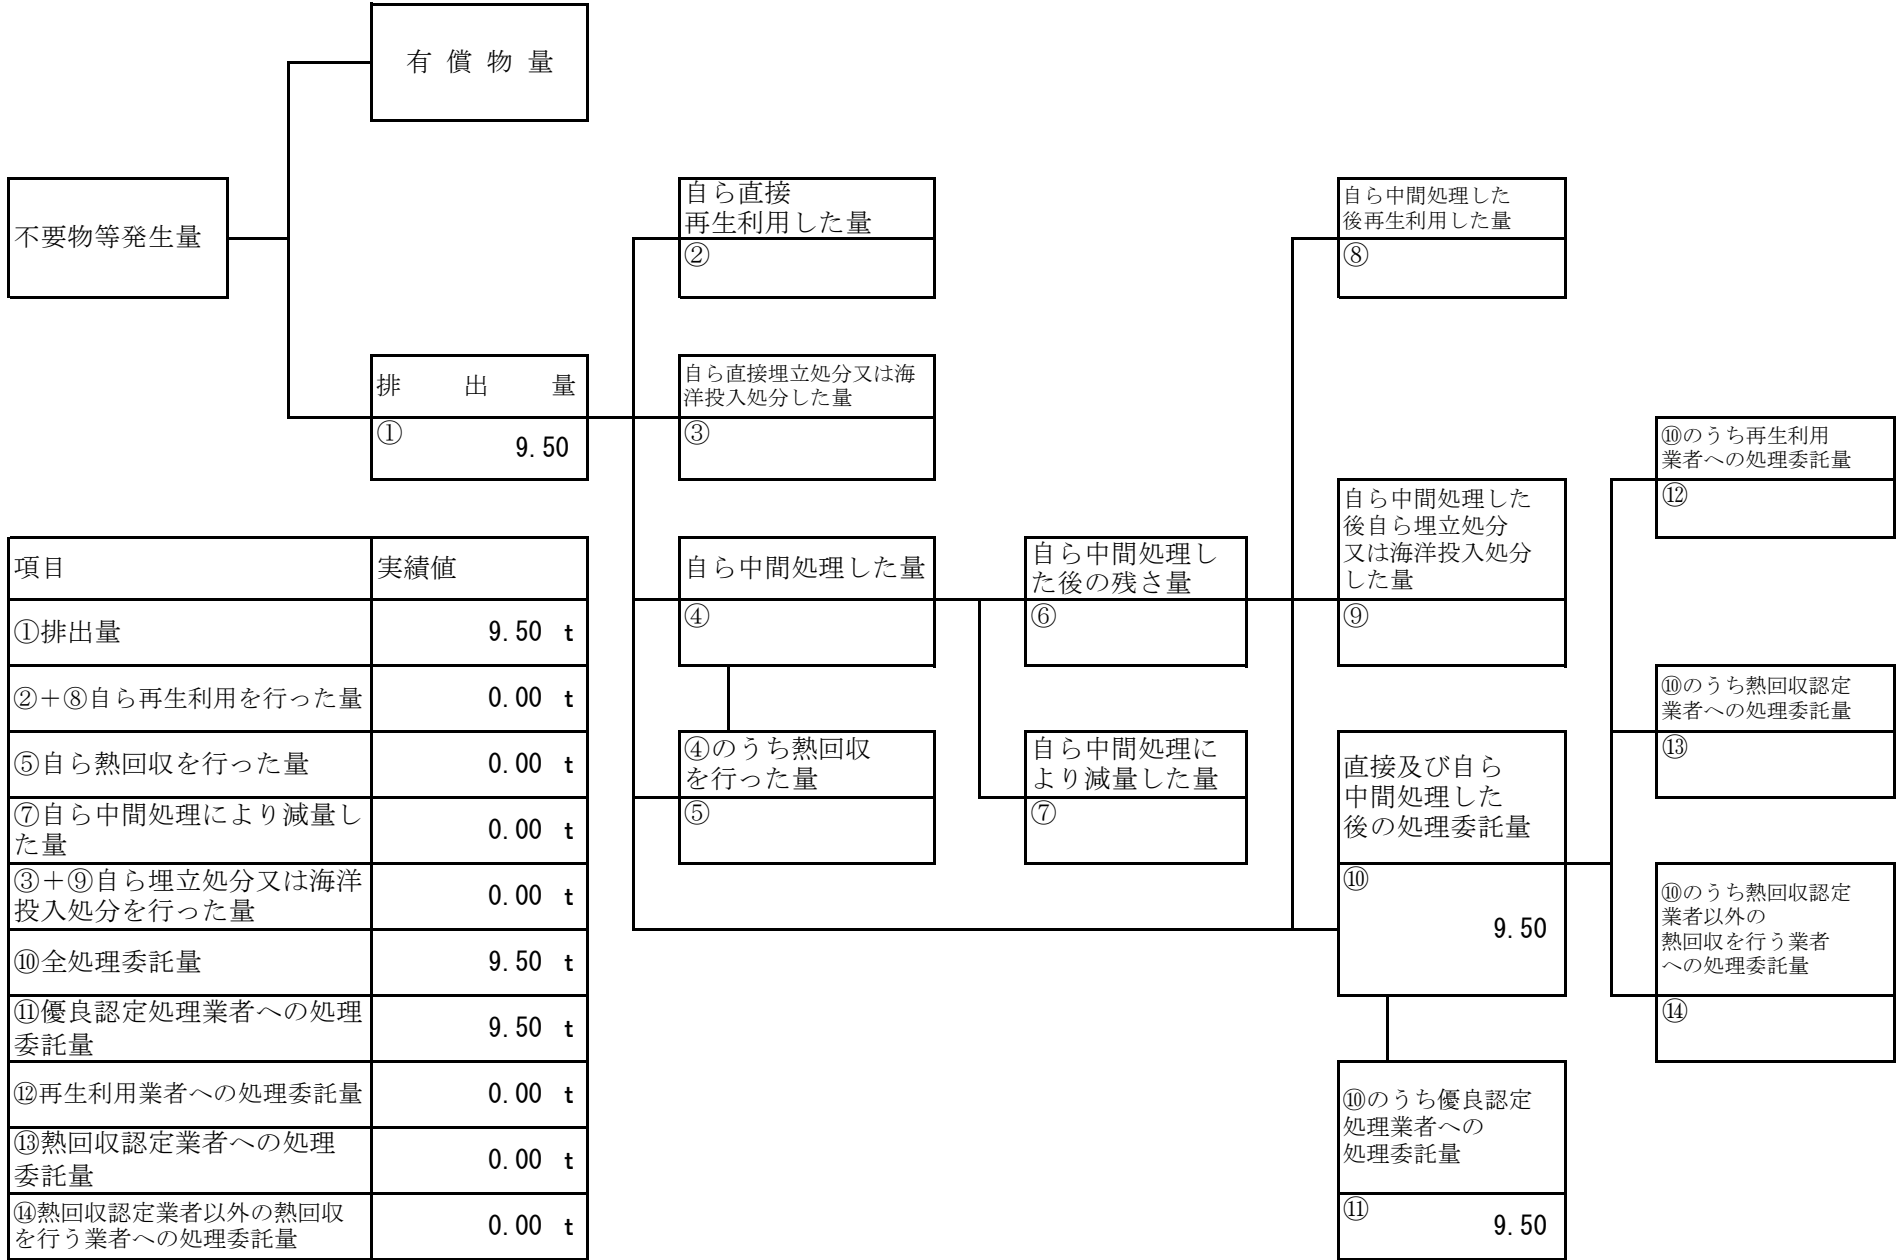 有償物量
不要物等発生量
自ら直接
再生利用した量
②
自ら中間処理した
後再生利用した量
⑧
排出量
①
9.50
自ら直接埋立処分又は海
洋投入処分した量
③
⑩のうち再生利用
業者への処理委託量
⑫
自ら中間処理した量
④
自ら中間処理し
た後の残さ量
⑥
自ら中間処理した
後自ら埋立処分
又は海洋投入処分
した量
⑨
④のうち熱回収
を行った量
⑤
自ら中間処理に
より減量した量
⑦
直接及び自ら
中間処理した
後の処理委託量
⑩
9.50
⑩のうち熱回収認定
業者への処理委託量
⑬
⑩のうち熱回収認定
業者以外の
熱回収を行う業者
への処理委託量
⑭
⑩のうち優良認定
処理業者への
処理委託量
⑪
9.50
項目 実績値
①排出量 9.50 t
②+⑧自ら再生利用を行った量 0.00 t
⑤自ら熱回収を行った量 0.00 t
⑦自ら中間処理により減量し
た量 0.00 t
③+⑨自ら埋立処分又は海洋
投入処分を行った量 0.00 t
⑩全処理委託量 9.50 t
⑪優良認定処理業者への処理
委託量 9.50 t
⑫再生利用業者への処理委託量 0.00 t
⑬熱回収認定業者への処理
委託量 0.00 t
⑭熱回収認定業者以外の熱回収
を行う業者への処理委託量 0.00 t